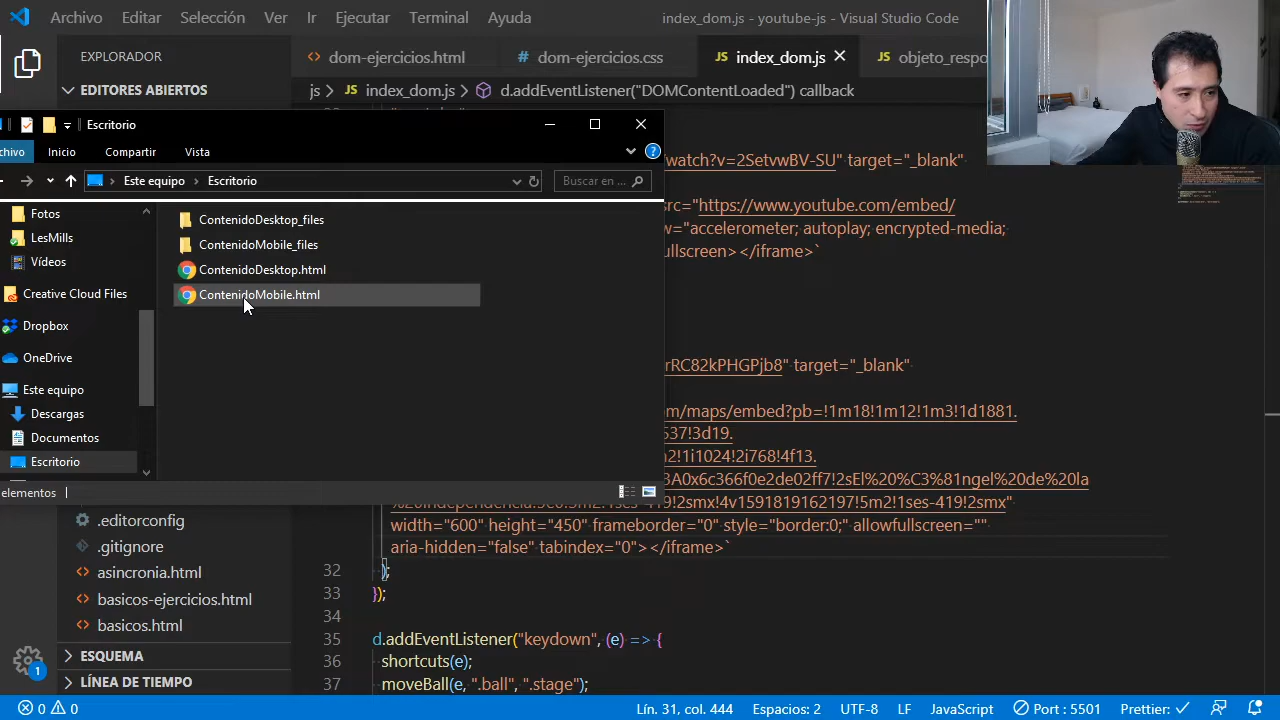 Archivo Editar Selección Ver Ir Ejecutar Terminal Ayuda index_dom.js - youtube-js - Visual Studio Code
EXPLORADOR
EDITORES ABIERTOS
dom-ejercicios.html dom-ejercicios.css JS index_dom.js JS objeto_respo
js > JS index_dom.js > d.addEventListener("DOMContentLoaded") callback
Escritorio
chivo Inicio Compartir Vista
Este equipo > Escritorio Buscar en ...
Fotos
LesMills
Vídeos
Creative Cloud Files
Dropbox
OneDrive
Este equipo
Descargas
Documentos
Escritorio
ContenidoDesktop_files
ContenidoMobile_files
ContenidoDesktop.html
ContenidoMobile.html
elementos
watch?v=2SetvwBV-SU" target="_blank"
src="https://www.youtube.com/embed/
w="accelerometer; autoplay; encrypted-media;
llscreen></iframe>`
rRC82kPHGPjb8" target="_blank"
om/maps/embed?pb=!1m18!1m12!1m3!1d1881.
537!3d19.
m2!1i1024!2i768!4f13.
3A0x6c366f0e2de02ff7!2sEl%20%C3%81ngel%20de%20la
width="600" height="450" frameborder="0" style="border:0;" allowfullscreen=""
aria-hidden="false" tabindex="0"></iframe>`
32 );
33 });
34
35 d.addEventListener("keydown", (e) => {
36 shortcuts(e);
37 moveBall(e, ".ball", ".stage");
.editorconfig
.gitignore
asincronia.html
basicos-ejercicios.html
basicos.html
ESQUEMA
LÍNEA DE TIEMPO
1
0 0 Lín. 31, col. 444 Espacios: 2 UTF-8 LF JavaScript Port : 5501 Prettier: